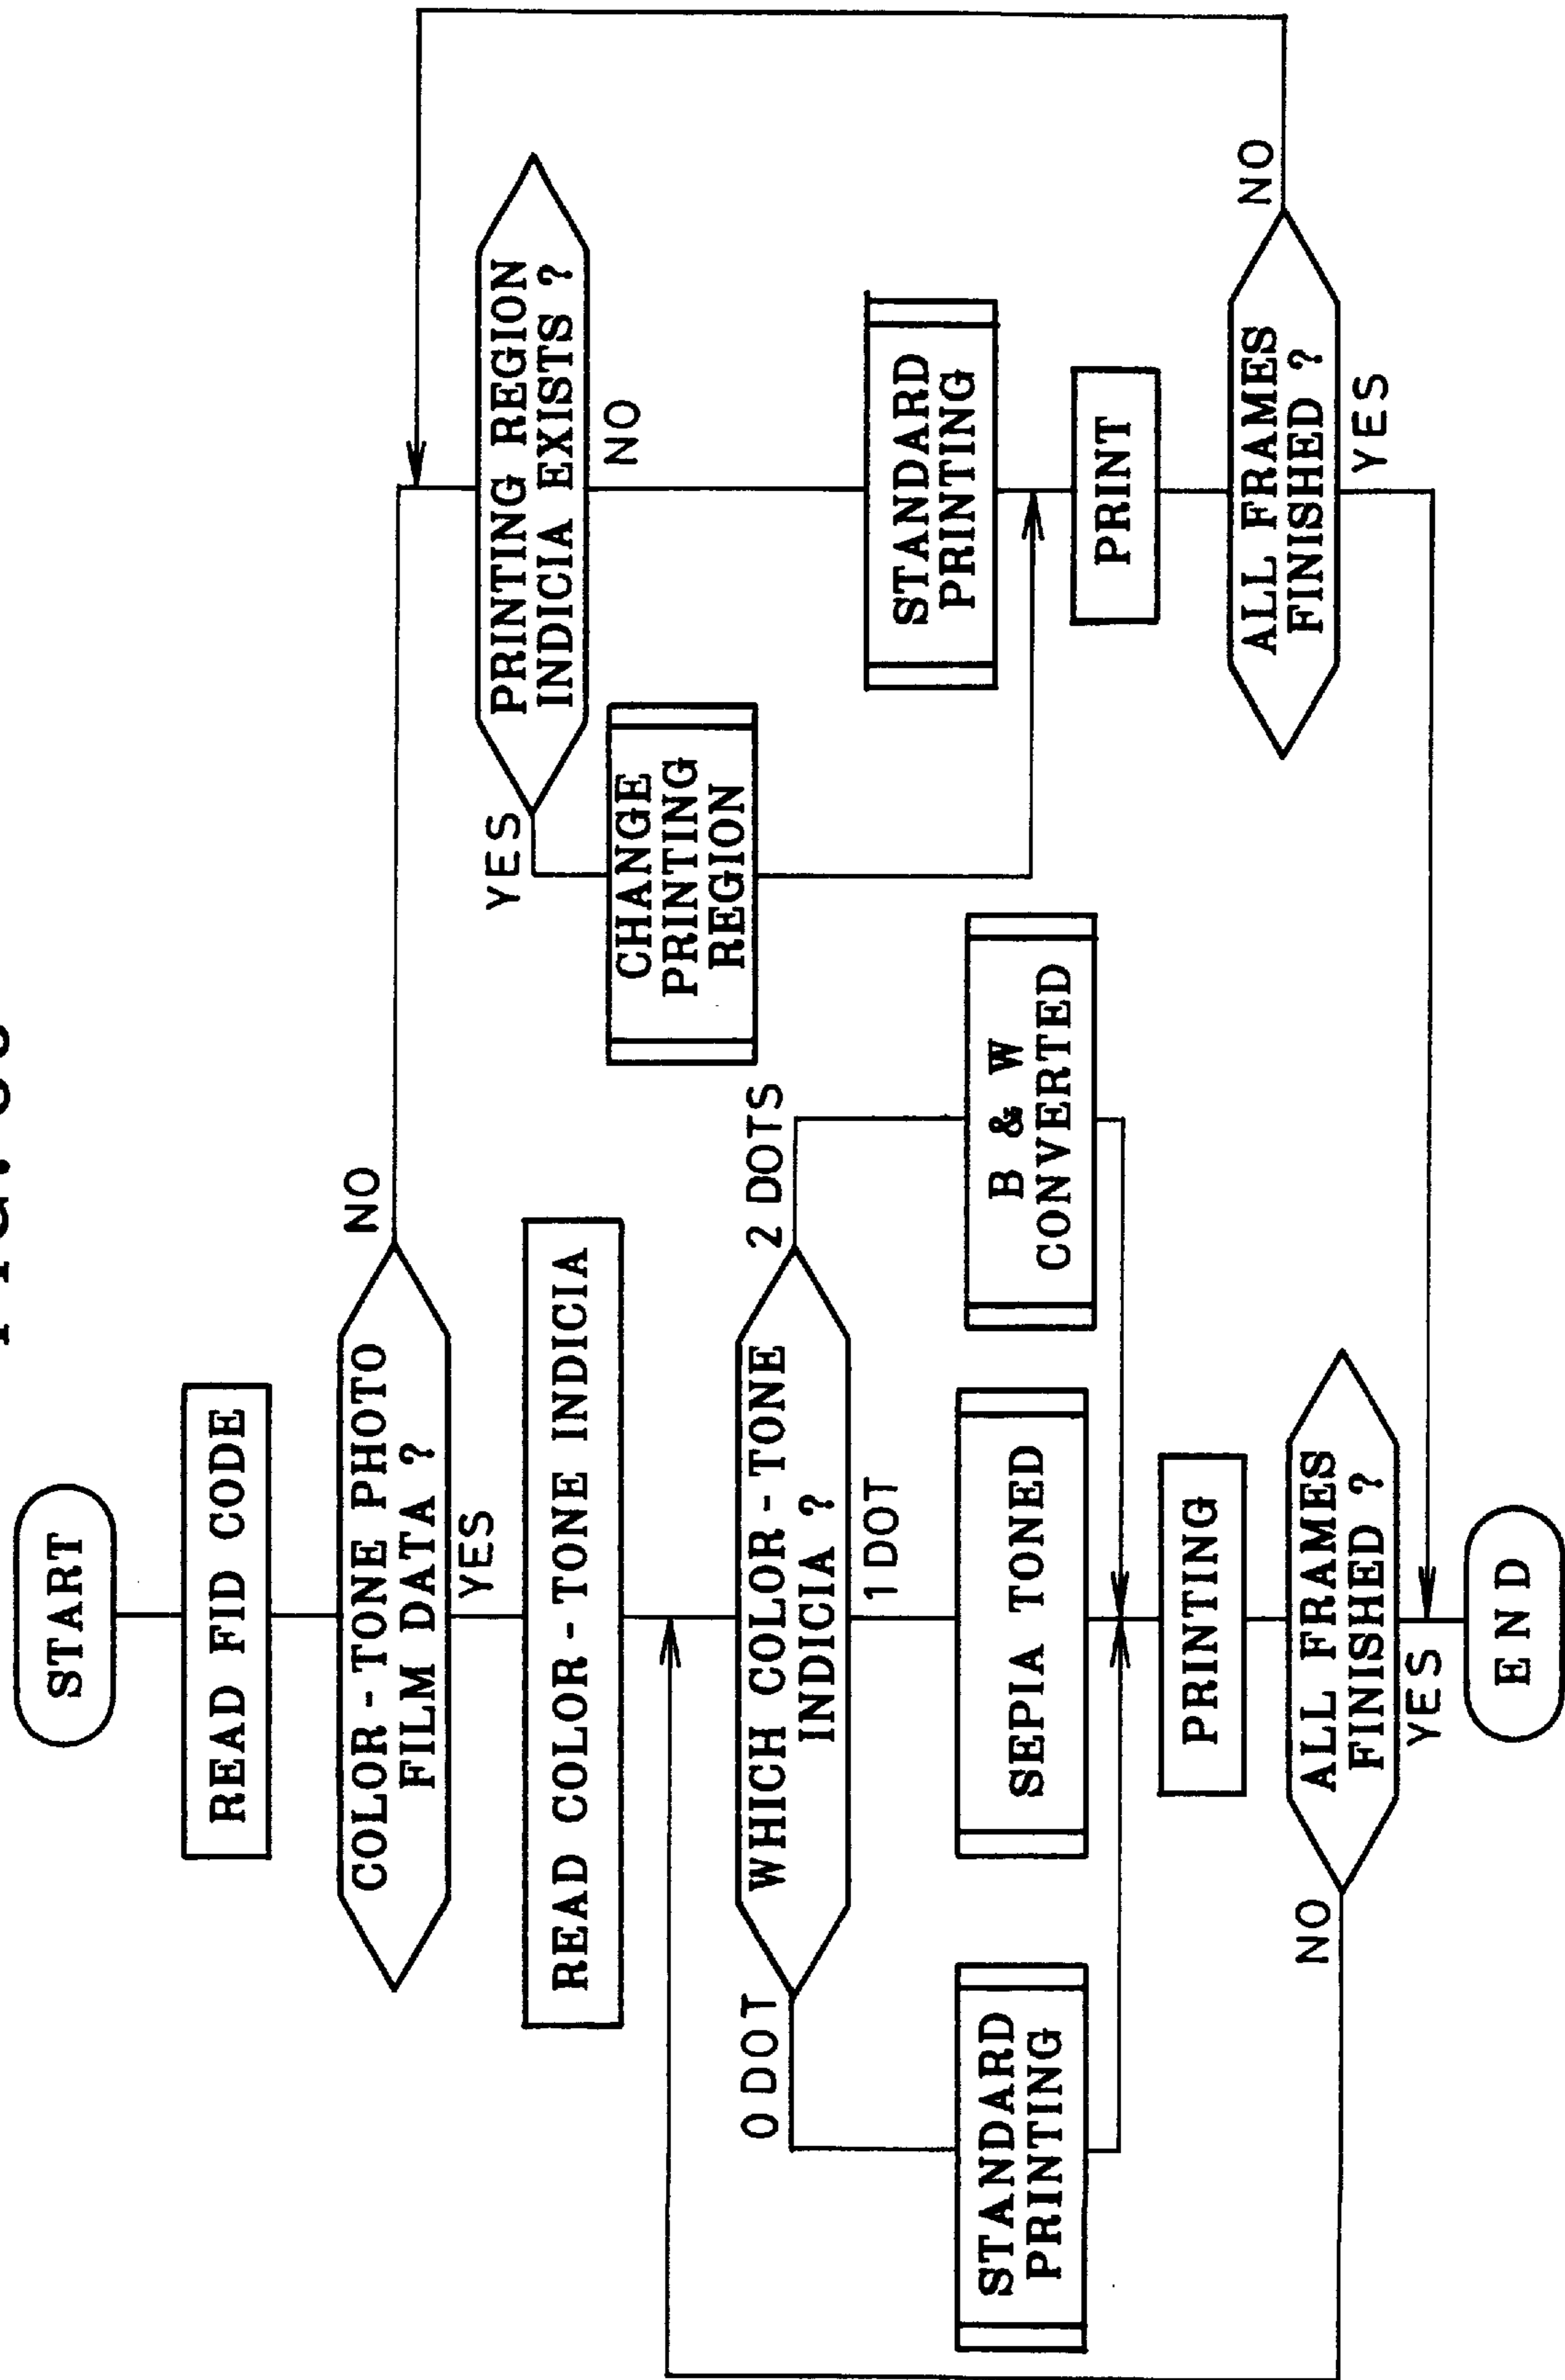 FIG.
START
READ FID CODE
COLOR-TONE PHOTO
FILM DATA ?
NO
YES
READ COLOR-TONE INDICIA
WHICH COLOR-TONE
INDICIA ?
0 DOT
1 DOT
2 DOTS
STANDARD
PRINTING
SEPIA TONED
B & W
CONVERTED
PRINTING
ALL FRAMES
FINISHED ?
NO
YES
END
PRINTING REGION
INDICIA EXISTS ?
YES
NO
CHANGE
PRINTING
REGION
STANDARD
PRINTING
PRINT
ALL FRAMES
FINISHED ?
NO
YES